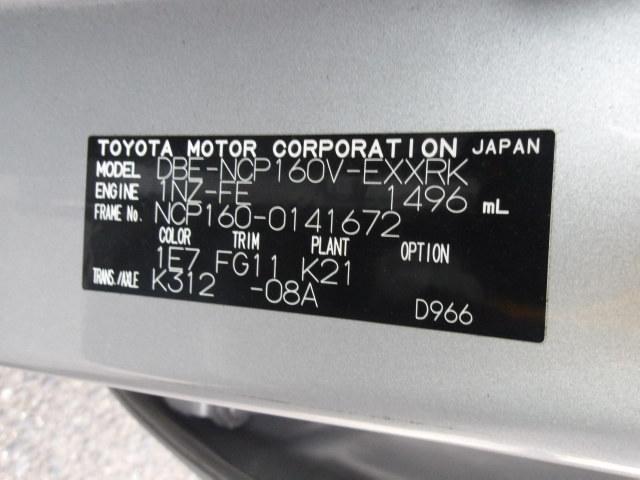 TOYOTA MOTOR CORPORATION JAPAN
MODEL DBE-NCP160V-EXXRK
ENGINE 1NZ-FE 1496 mL
FRAME No. NCP160-0141672
COLOR TRIM PLANT OPTION
1E7 FG11 K21
TRANS./AXLE K312 -08A
D966